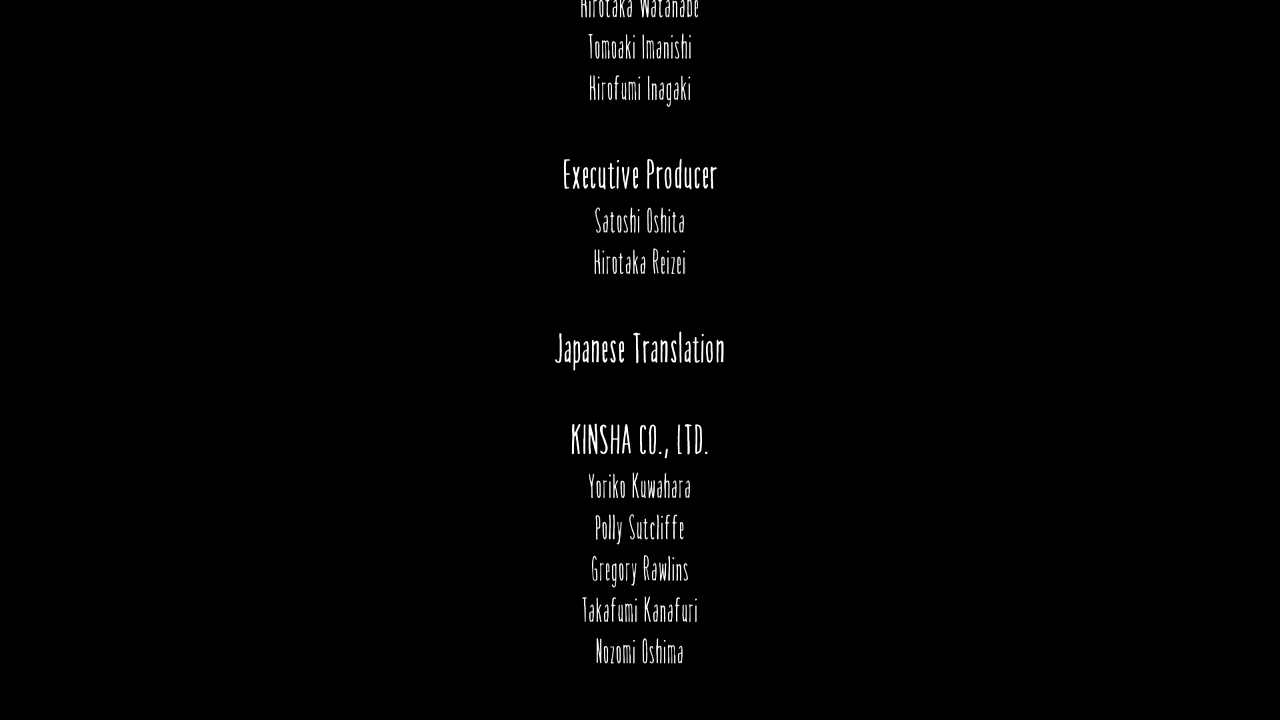 Hirotaka Watanabe
Tomoaki Imanishi
Hirofumi Inagaki
Executive Producer
Satoshi Oshita
Hirotaka Reizei
Japanese Translation
KINSHA CO., LTD.
Yoriko Kuwahara
Polly Sutcliffe
Gregory Rawlins
Takafumi Kanafuri
Nozomi Oshima